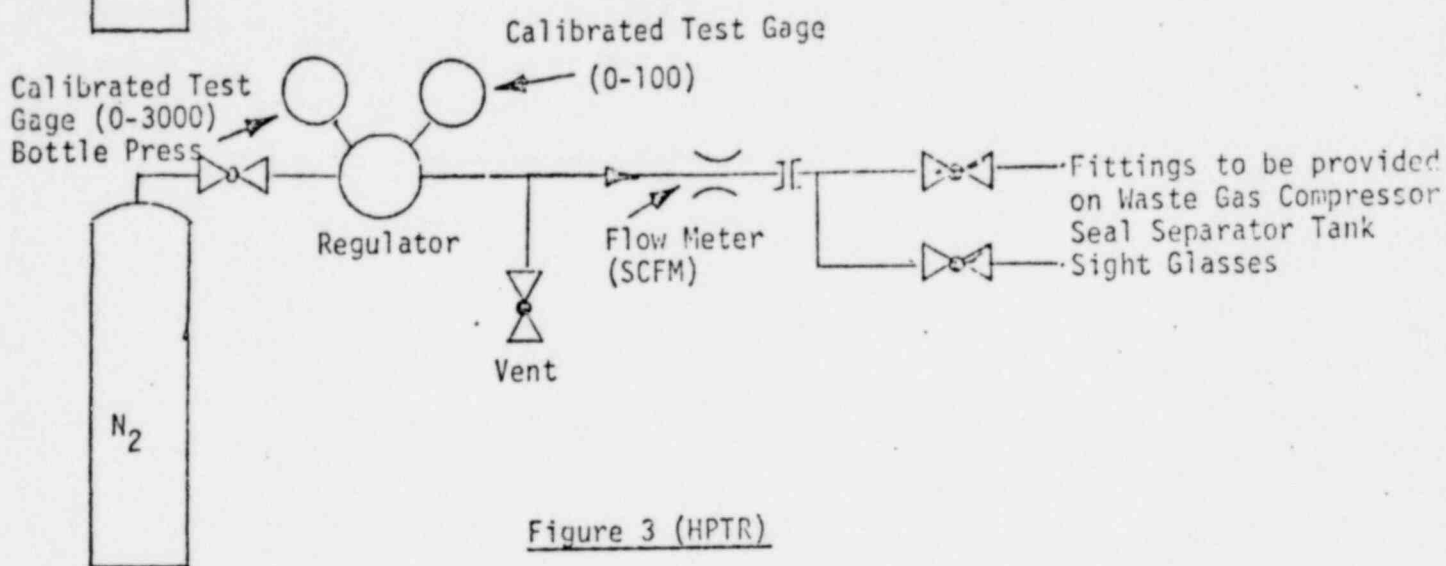 Calibrated Test Gage
(0-100)
Calibrated Test
Gage (0-3000)
Bottle Press
Regulator
Flow Meter
(SCFM)
Fittings to be provided
on Waste Gas Compressor
Seal Separator Tank
Sight Glasses
Vent
N2
Figure 3 (HPTR)